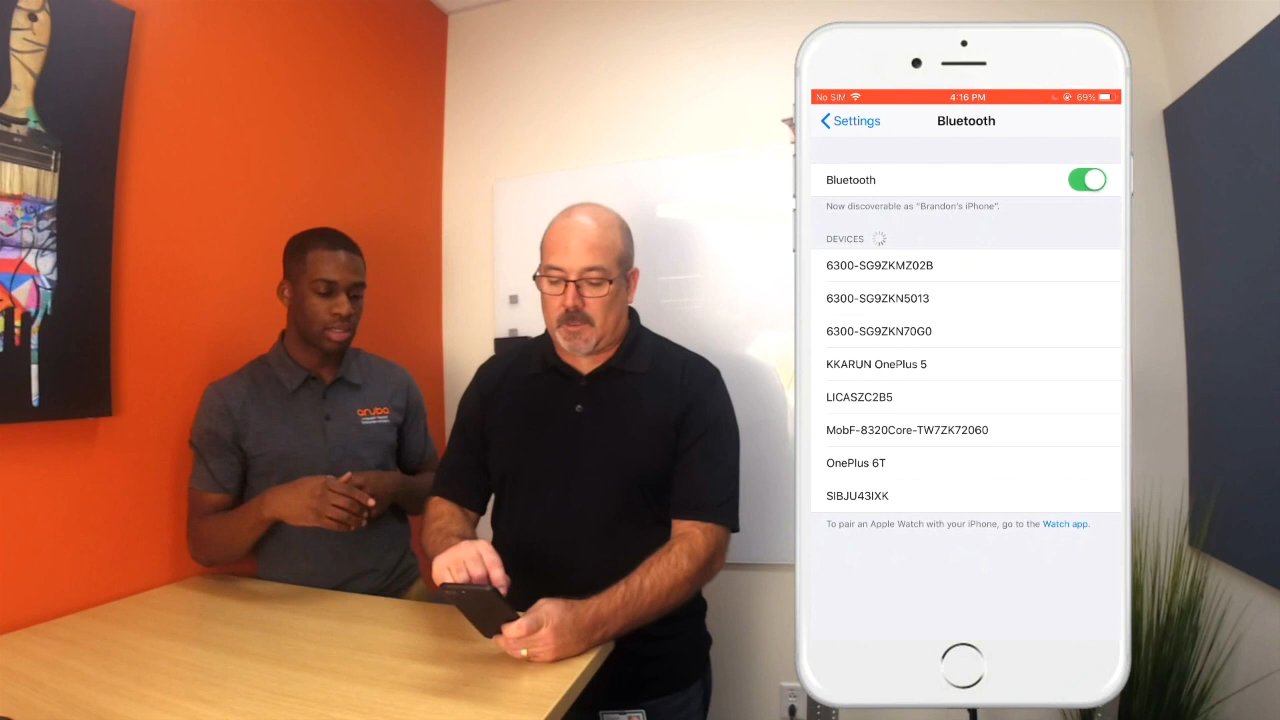 aruba
No SIM 4:16 PM 69%
Settings Bluetooth
Bluetooth
Now discoverable as "Brandon's iPhone".
DEVICES
6300-SG9ZKMZ02B
6300-SG9ZKN5013
6300-SG9ZKN70G0
KKARUN OnePlus 5
LICASZC2B5
MobF-8320Core-TW7ZK72060
OnePlus 6T
SIBJU43IXK
To pair an Apple Watch with your iPhone, go to the Watch app.